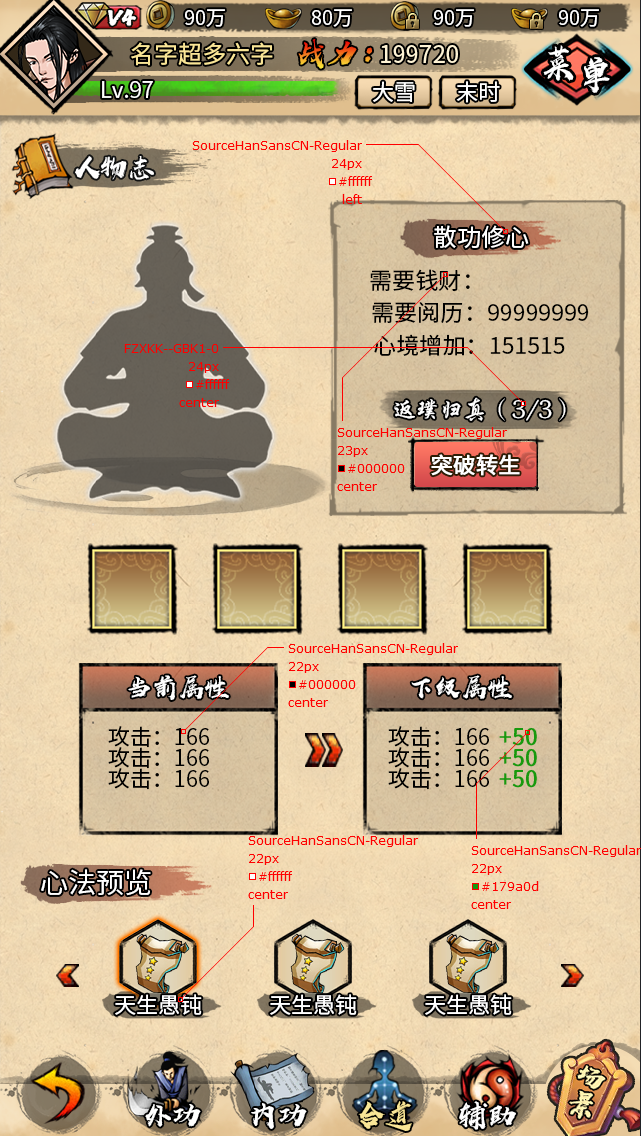 V4 90万 80万 90万 90万
名字超多六字 战力：199720
菜单
Lv.97 大雪 末时
人物志
SourceHanSansCN-Regular
24px
#ffffff
left
散功修心
需要钱财：
需要阅历：99999999
心境增加：151515
FZXKK--GBK1-0
24px
#ffffff
center
返璞归真（3/3）
SourceHanSansCN-Regular
23px
#000000
center
突破转生
SourceHanSansCN-Regular
22px
#000000
center
当前属性
攻击：166
攻击：166
攻击：166
下级属性
攻击：166 +50
攻击：166 +50
攻击：166 +50
SourceHanSansCN-Regular
22px
#ffffff
center
SourceHanSansCN-Regular
22px
#179a0d
center
心法预览
天生愚钝 天生愚钝 天生愚钝
外功 内功 合道 辅助 场景